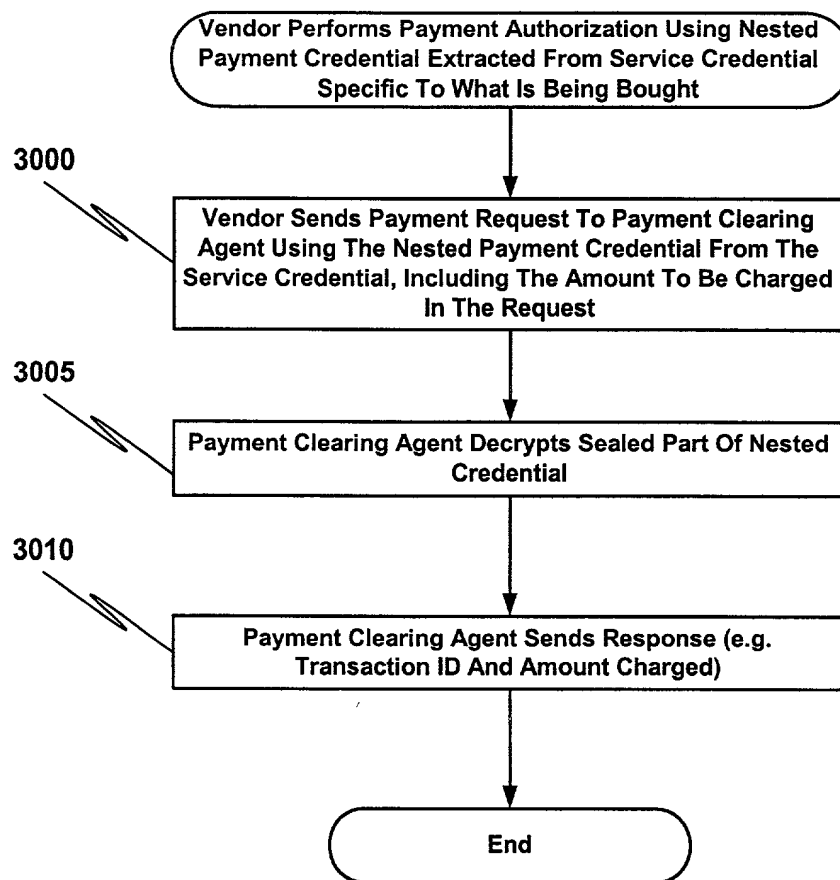 Vendor Performs Payment Authorization Using Nested
Payment Credential Extracted From Service Credential
Specific To What Is Being Bought
3000
Vendor Sends Payment Request To Payment Clearing
Agent Using The Nested Payment Credential From The
Service Credential, Including The Amount To Be Charged
In The Request
3005
Payment Clearing Agent Decrypts Sealed Part Of Nested
Credential
3010
Payment Clearing Agent Sends Response (e.g.
Transaction ID And Amount Charged)
End